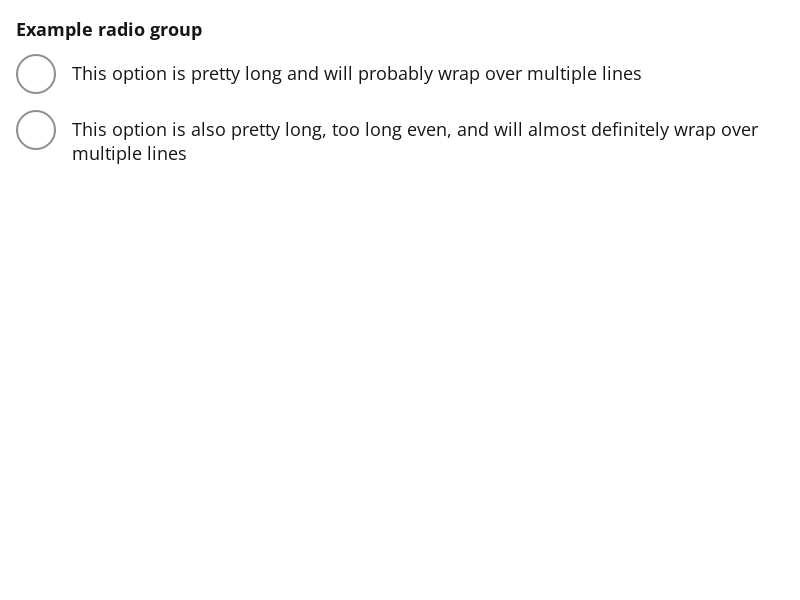 Example radio group
This option is pretty long and will probably wrap over multiple lines
This option is also pretty long, too long even, and will almost definitely wrap over
multiple lines